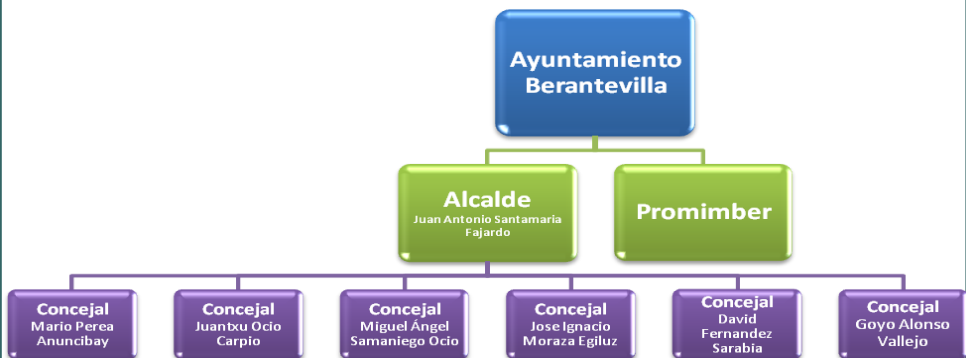 Ayuntamiento
Berantevilla
Alcalde
Juan Antonio Santamaria
Fajardo
Promimber
Concejal
Mario Perea
Anuncibay
Concejal
Juantxu Ocio
Carpio
Concejal
Miguel Ángel
Samaniego Ocio
Concejal
Jose Ignacio
Moraza Egiluz
Concejal
David
Fernandez
Sarabia
Concejal
Goyo Alonso
Vallejo